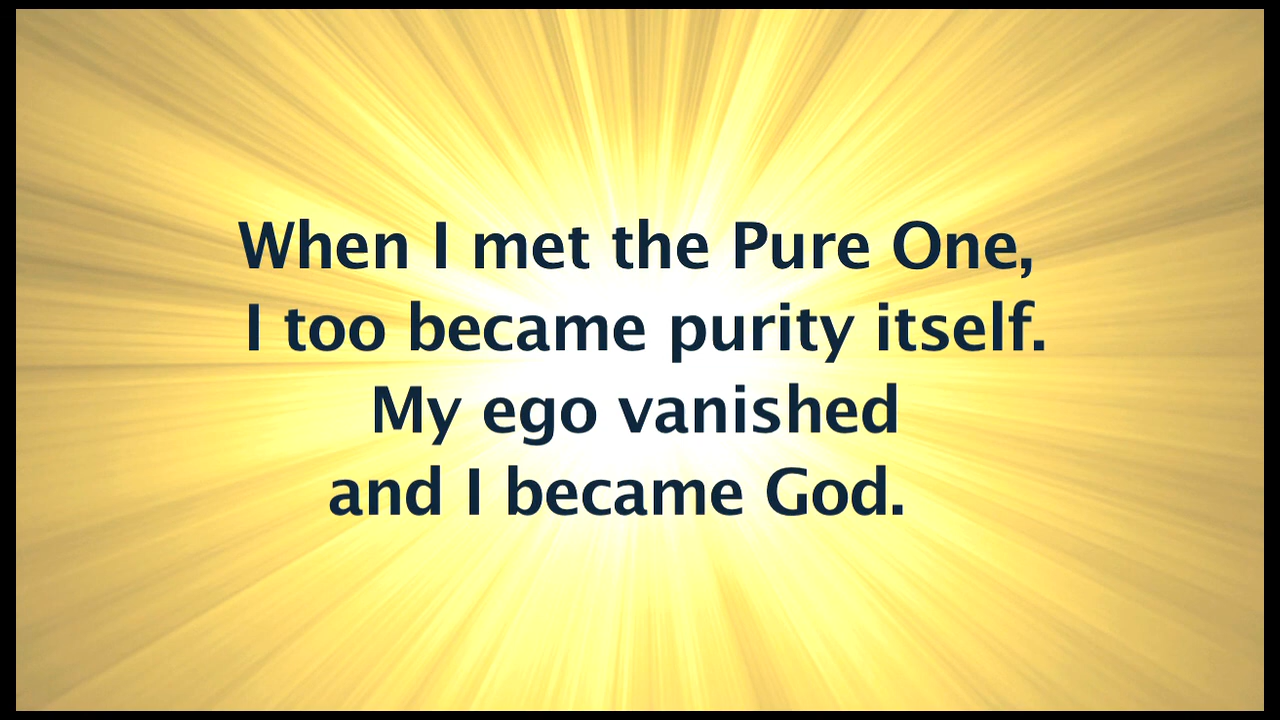 When I met the Pure One,
I too became purity itself.
My ego vanished
and I became God.